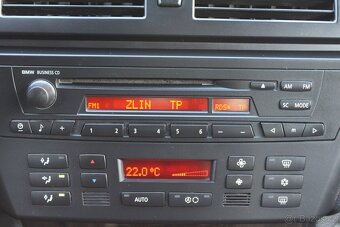 BMW BUSINESS CD
AM FM
FM1 ZLIN TP RDS* TP
SC MODE
1 2 3 4 5 6
22.0°C
AUTO